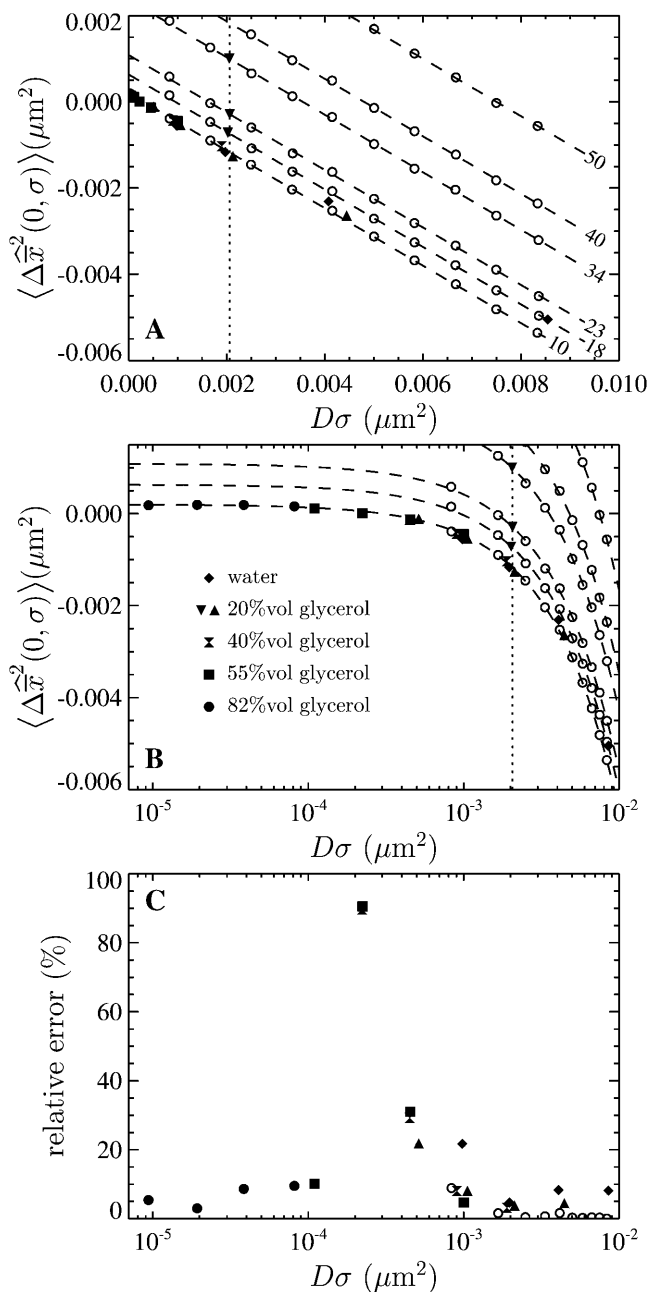 0.002
0.000
-0.002
-0.004
-0.006
⟨Δx̅̂²(0, σ)⟩(μm²)
A
50
40
34
23
18
10
0.000 0.002 0.004 0.006 0.008 0.010
Dσ (μm²)
0.000
-0.002
-0.004
-0.006
⟨Δx̅̂²(0, σ)⟩(μm²)
water
20%vol glycerol
40%vol glycerol
55%vol glycerol
82%vol glycerol
B
10⁻⁵ 10⁻⁴ 10⁻³ 10⁻²
Dσ (μm²)
100
80
60
40
20
0
relative error (%)
C
10⁻⁵ 10⁻⁴ 10⁻³ 10⁻²
Dσ (μm²)